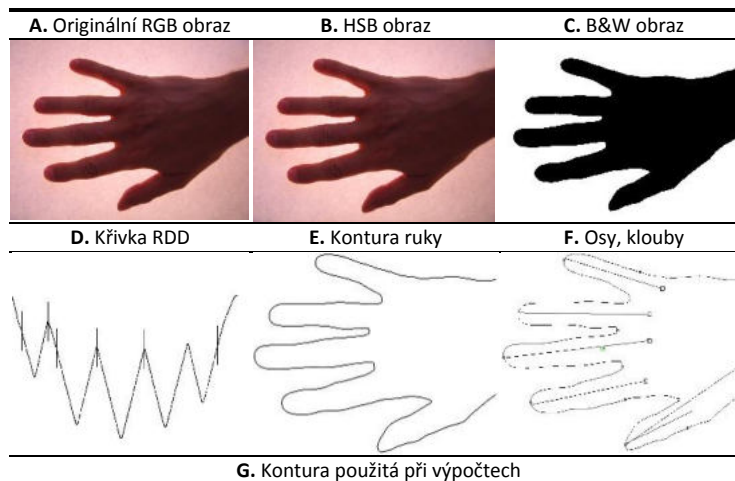 A. Originální RGB obraz B. HSB obraz C. B&W obraz
D. Křivka RDD E. Kontura ruky F. Osy, klouby
G. Kontura použitá při výpočtech